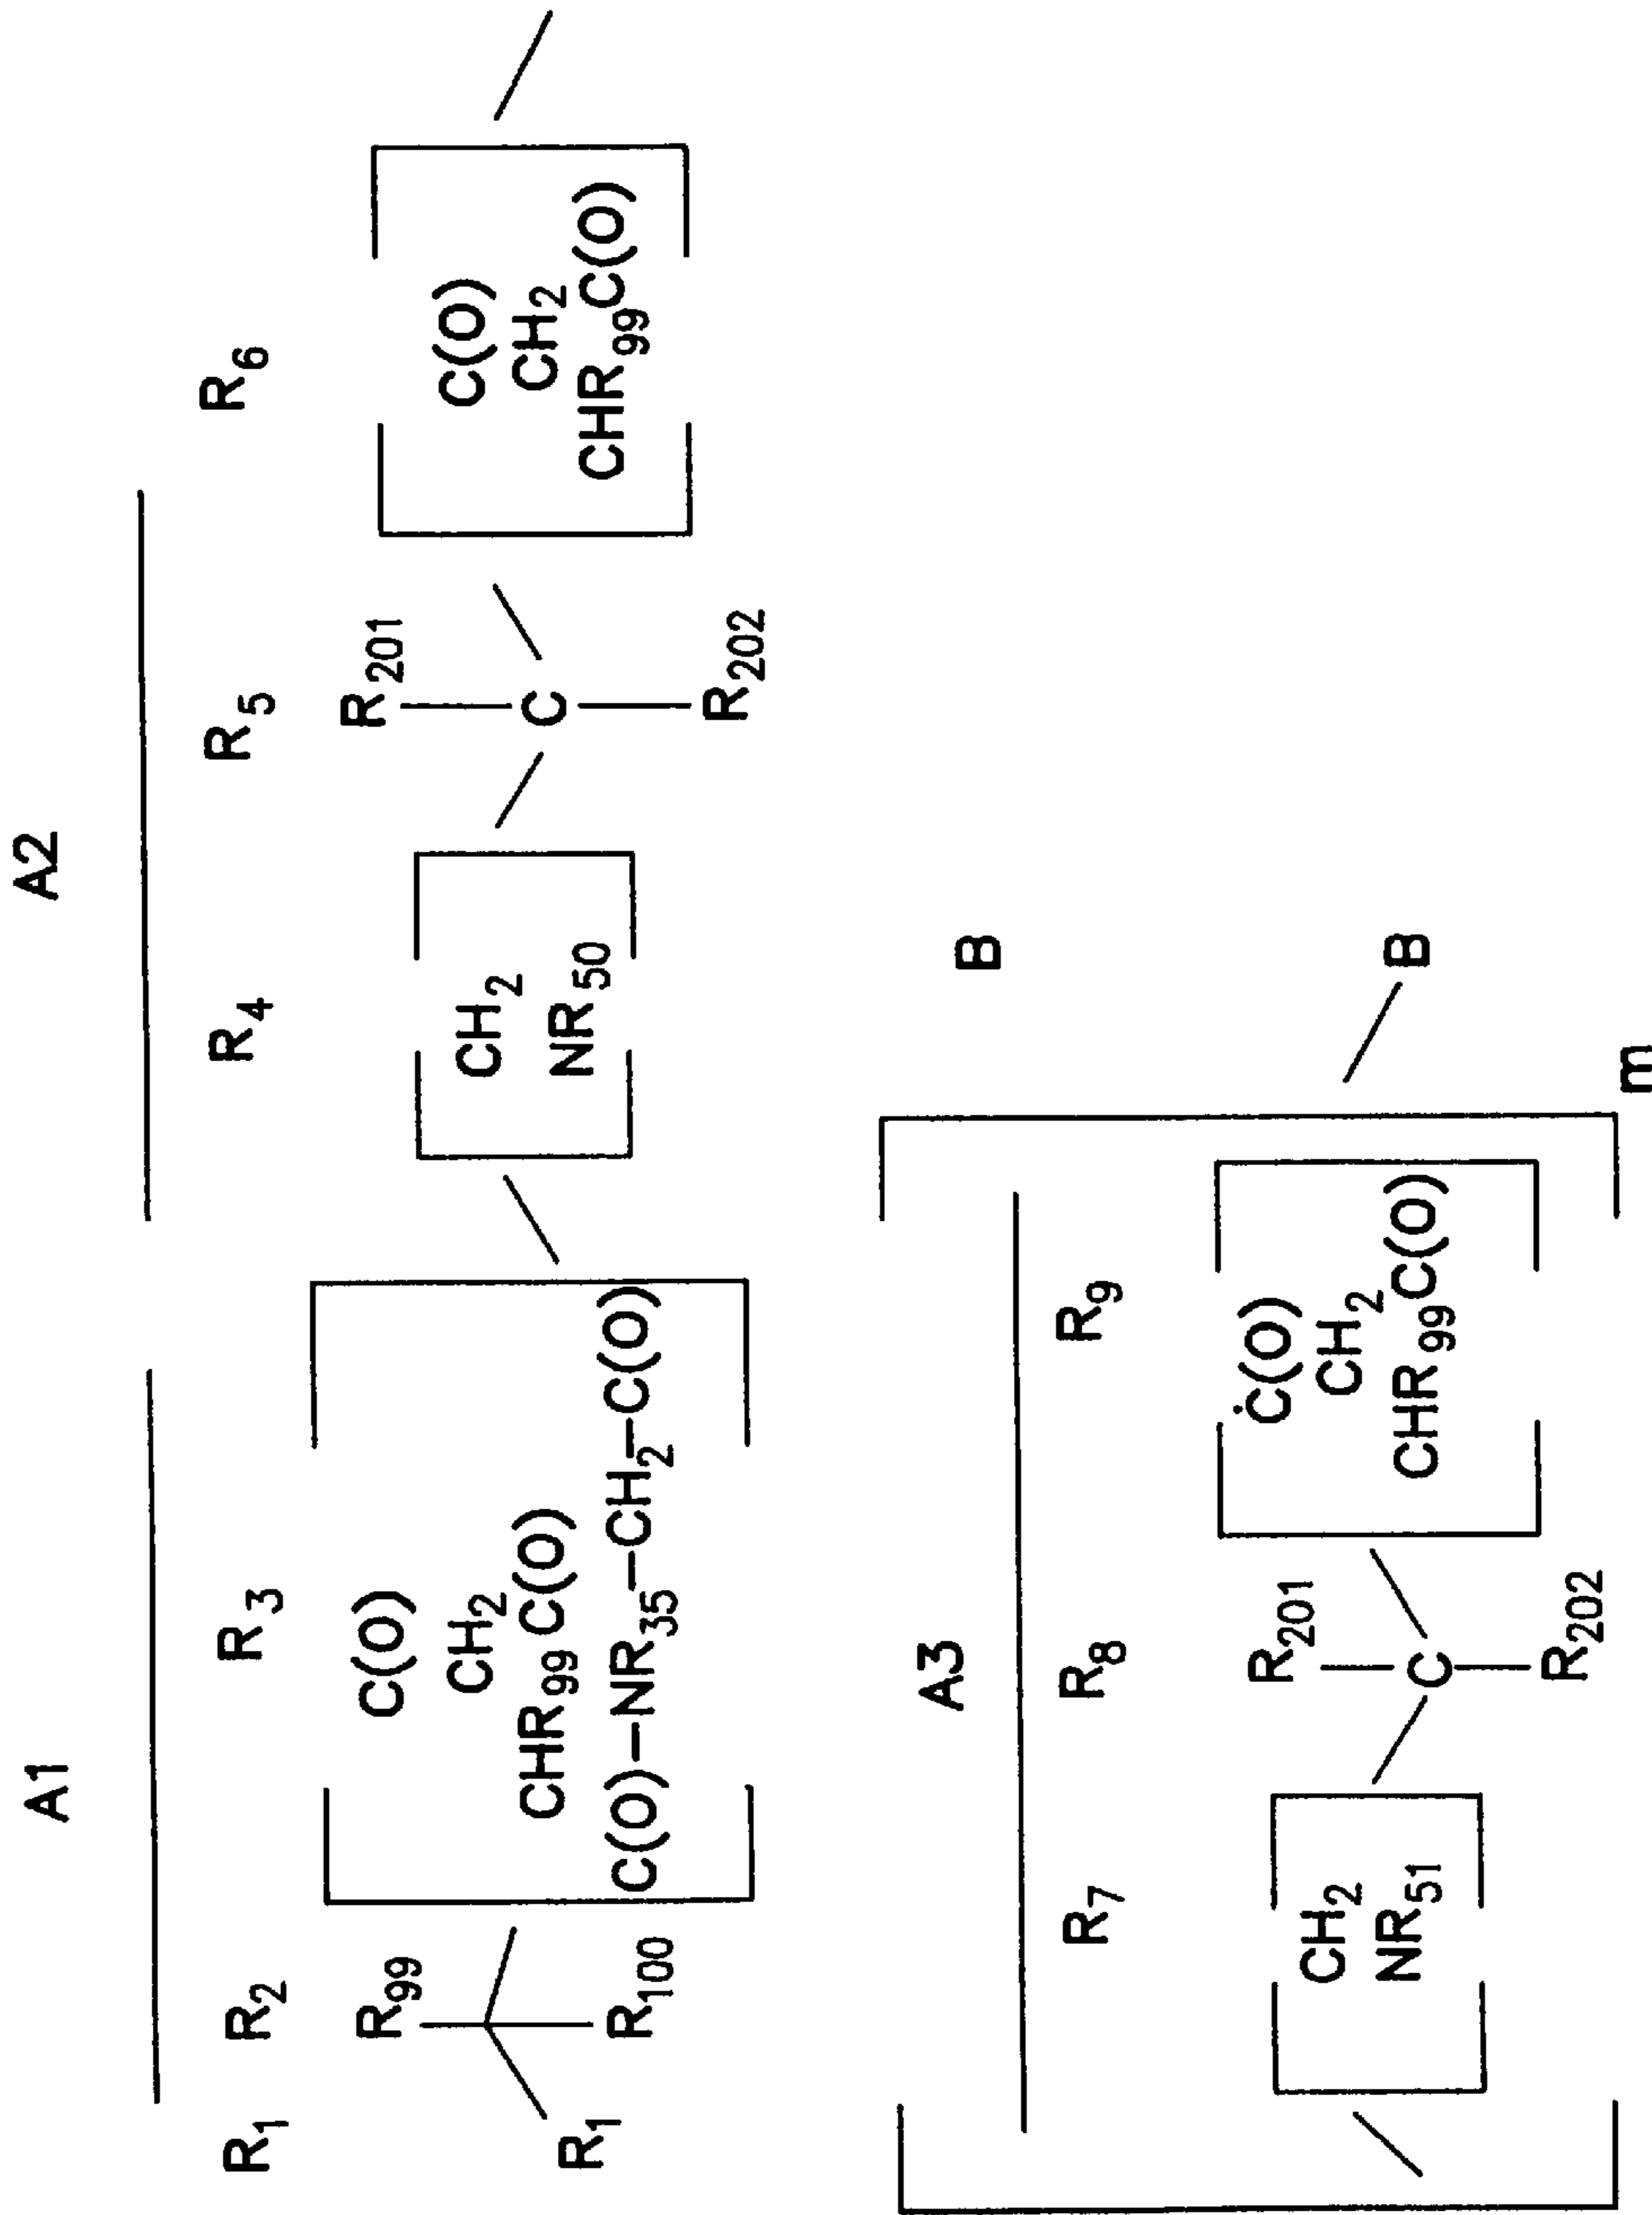 A1 A2
R1 R2 R3 R4 R5 R6
R99 C(O) R201 C(O)
CH2 CH2 CH2
R1 CHR99C(O) NR50 C CHR99C(O)
R100 C(O)-NR35-CH2-C(O) R202
A3 B
R7 R8 R9
R201 C(O)
CH2 CH2
NR51 C CHR99C(O) B
R202
m